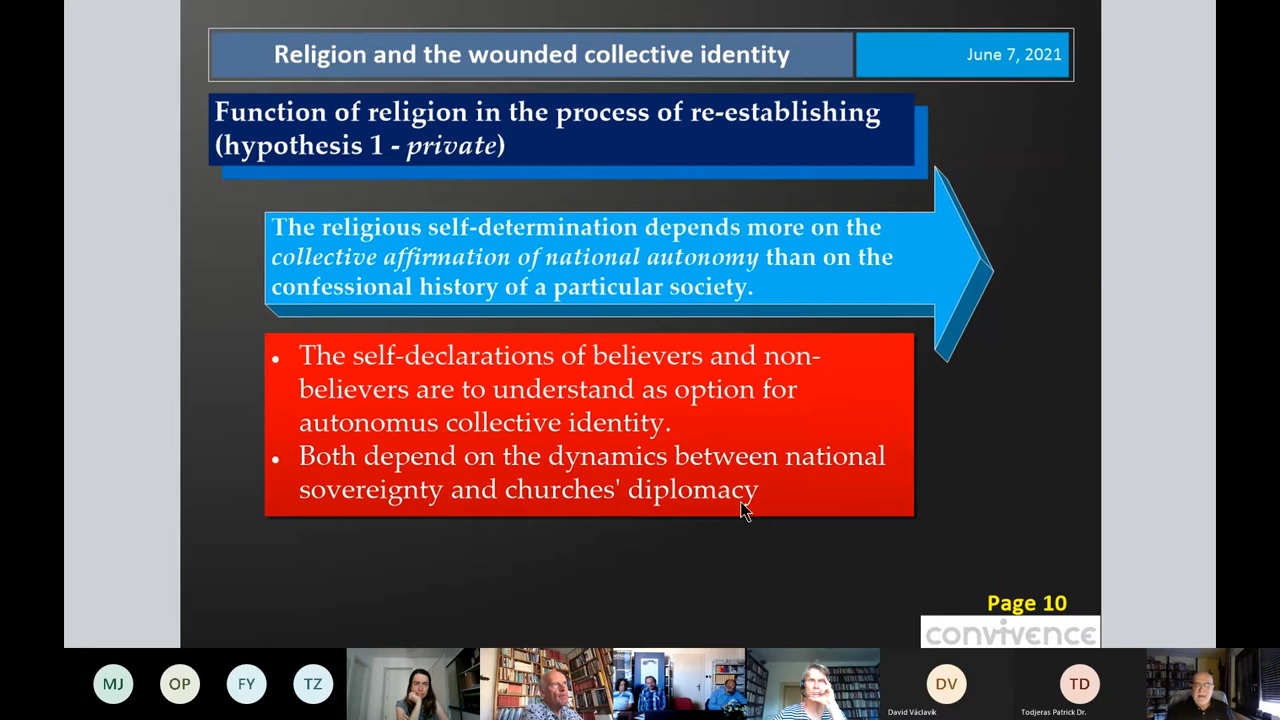 Religion and the wounded collective identity
June 7, 2021
Function of religion in the process of re-establishing
(hypothesis 1 - private)
The religious self-determination depends more on the
collective affirmation of national autonomy than on the
confessional history of a particular society.
• The self-declarations of believers and non-
believers are to understand as option for
autonomus collective identity.
• Both depend on the dynamics between national
sovereignty and churches' diplomacy
Page 10
convivence
MJ
OP
FY
TZ
DV
TD
David Václavík
Todjeras Patrick Dr.